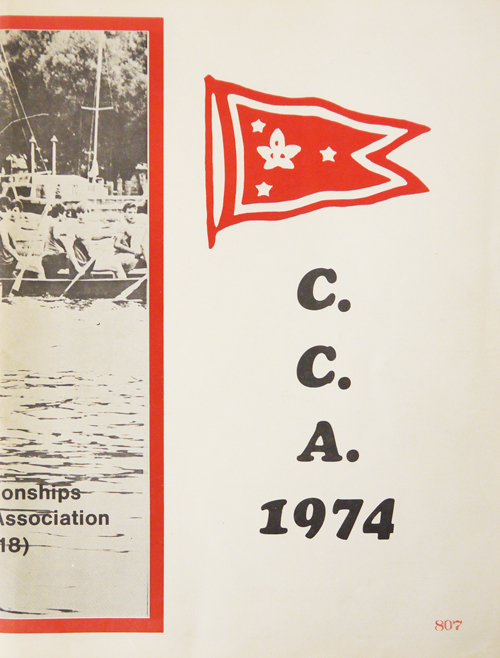 onships
Association
18)
C.
C.
A.
1974
807